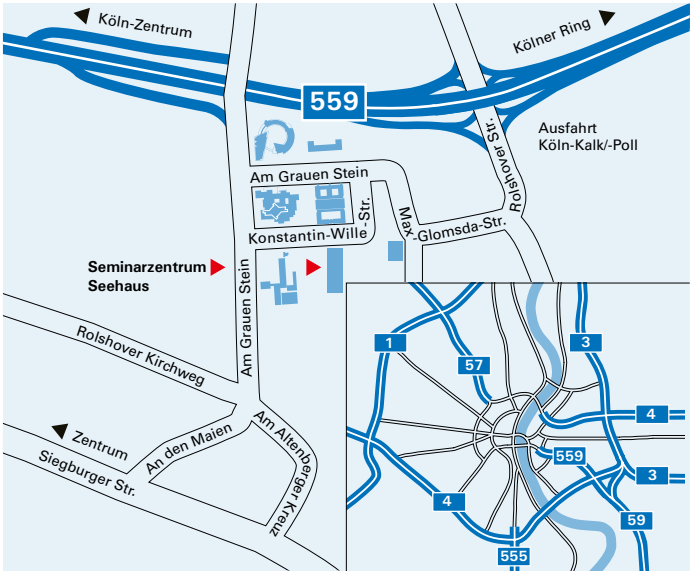 Köln-Zentrum
Kölner Ring
559
Ausfahrt
Köln-Kalk/-Poll
Rolshover Str.
Am Grauen Stein
Konstantin-Wille-Str.
Max-Glomsda-Str.
Seminarzentrum
Seehaus
Am Grauen Stein
Rolshover Kirchweg
Zentrum
An den Maien
Am Altenberger Kreuz
Siegburger Str.
1
3
57
4
559
3
4
59
555